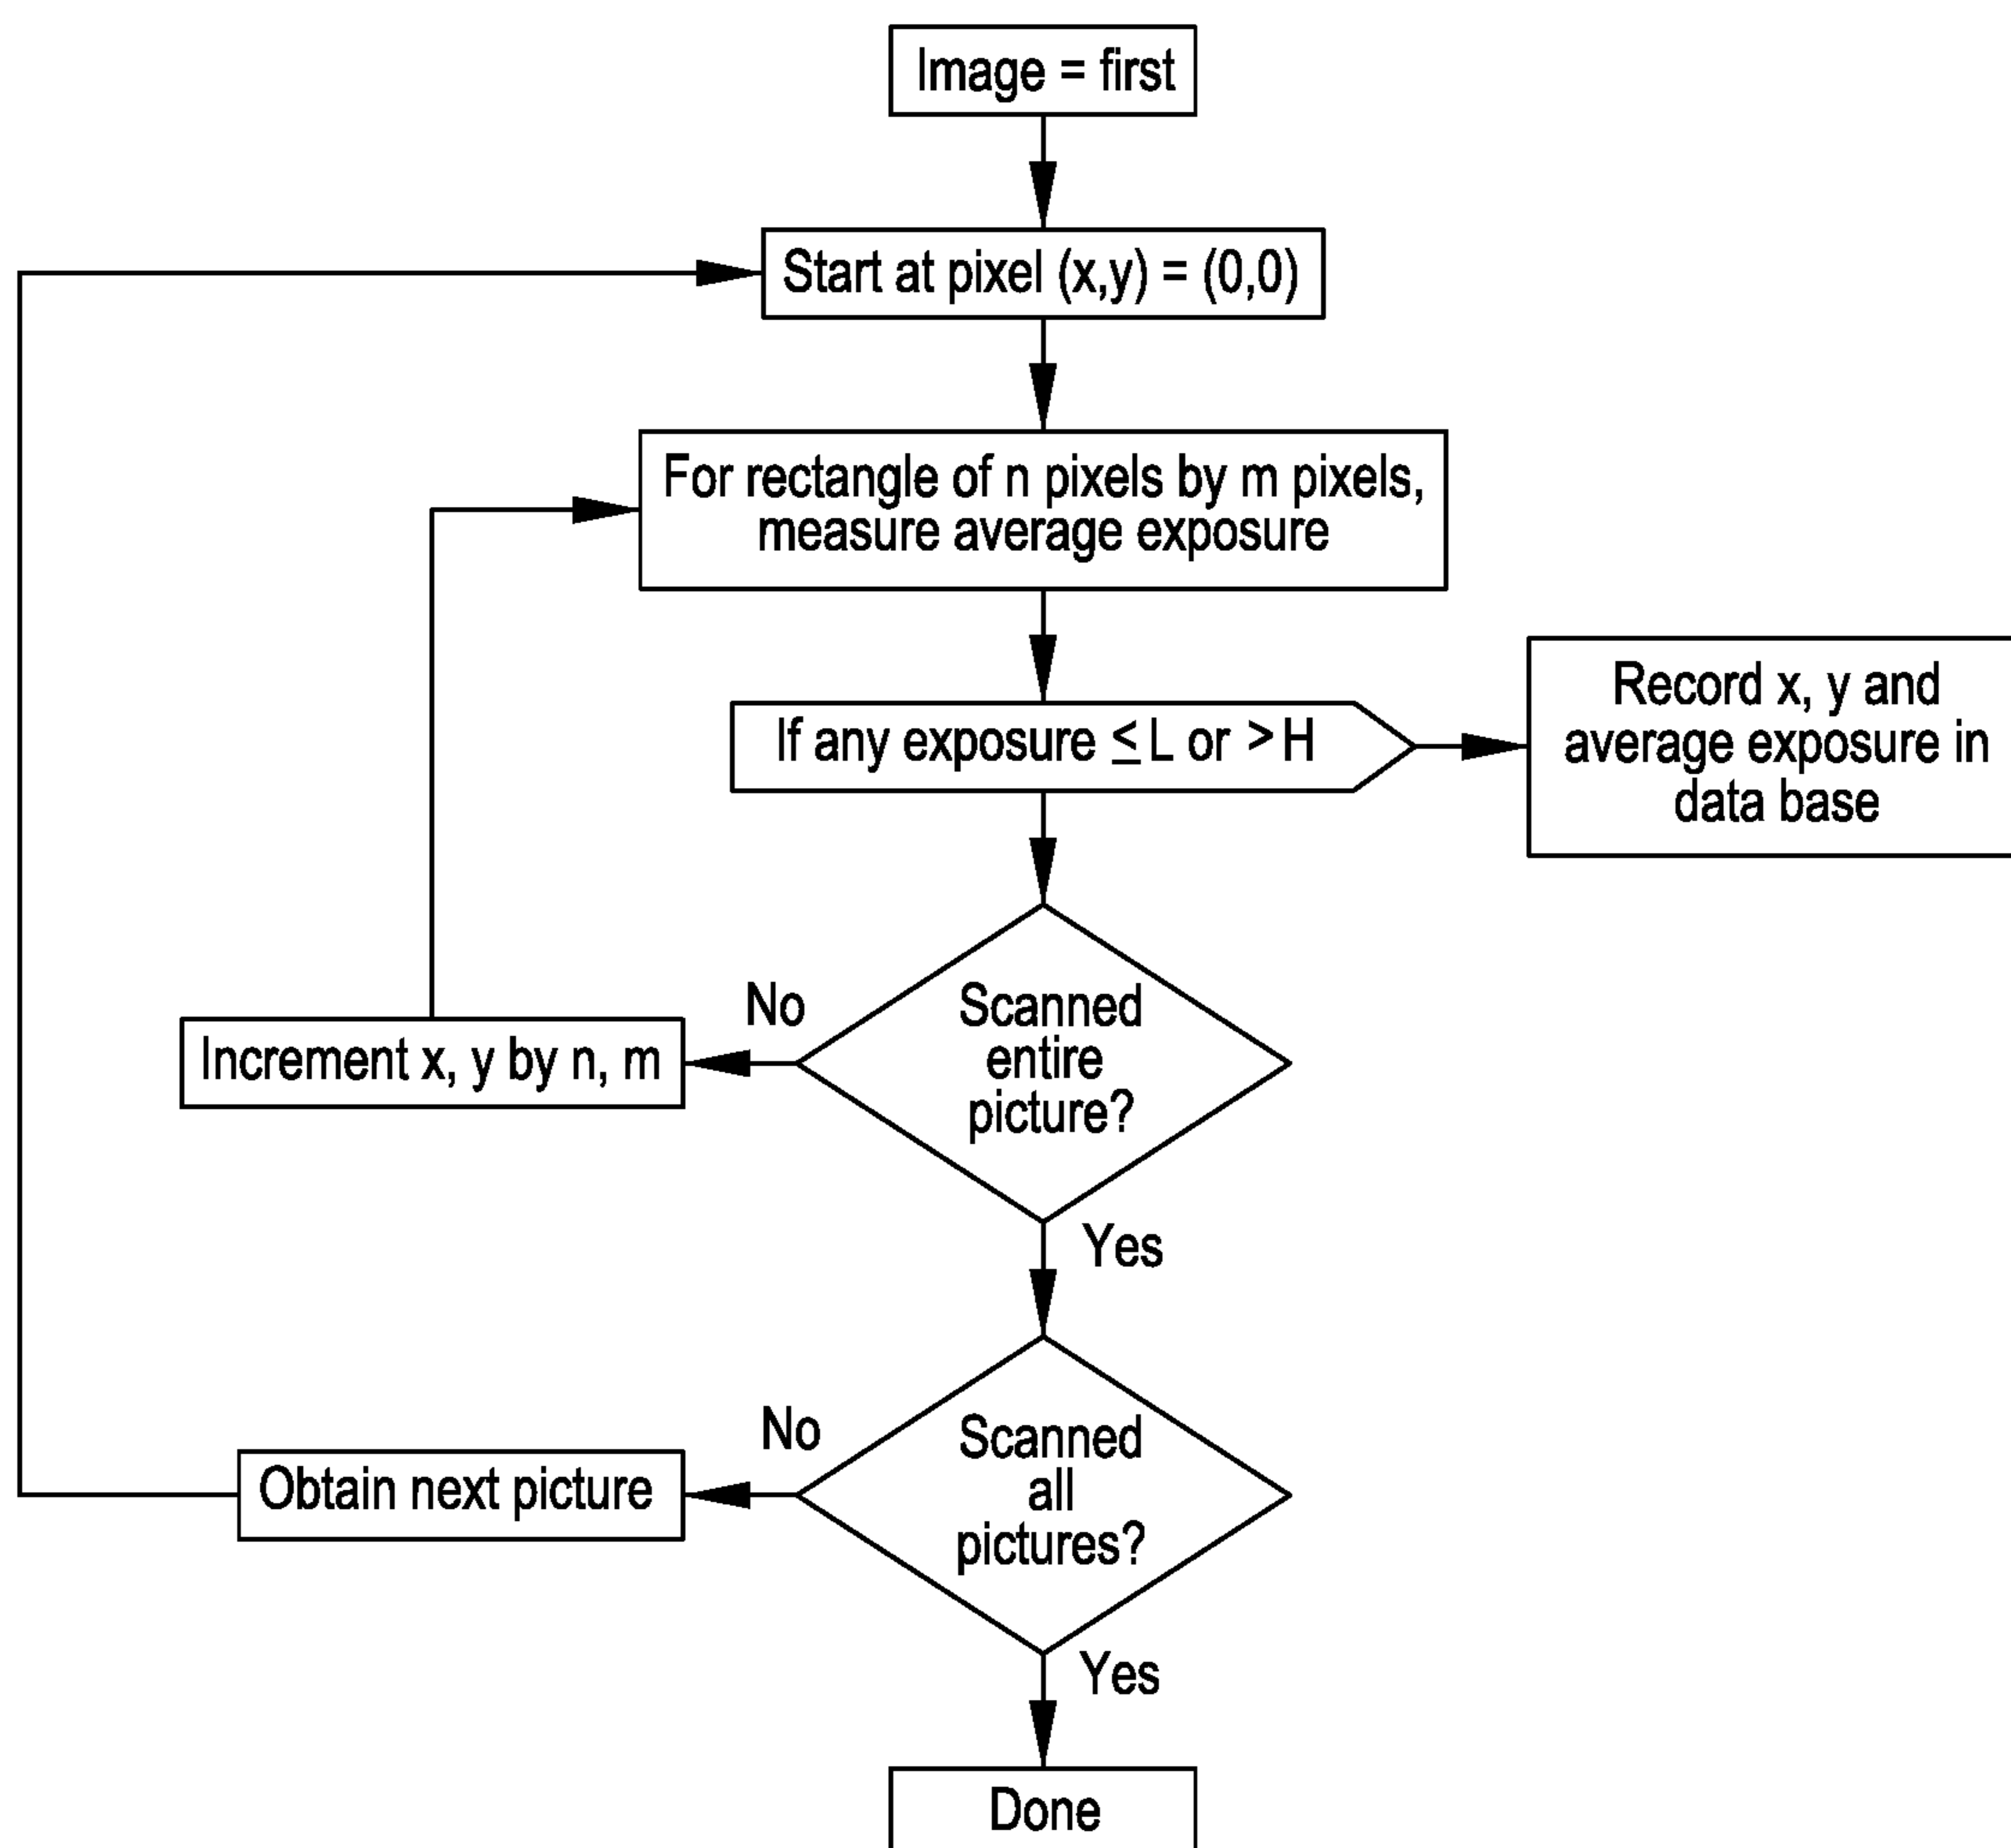 Image = first
Start at pixel (x,y) = (0,0)
For rectangle of n pixels by m pixels,
measure average exposure
If any exposure ≤ L or > H
Record x, y and
average exposure in
data base
Scanned
entire
picture?
No
Increment x, y by n, m
Yes
Scanned
all
pictures?
No
Obtain next picture
Yes
Done